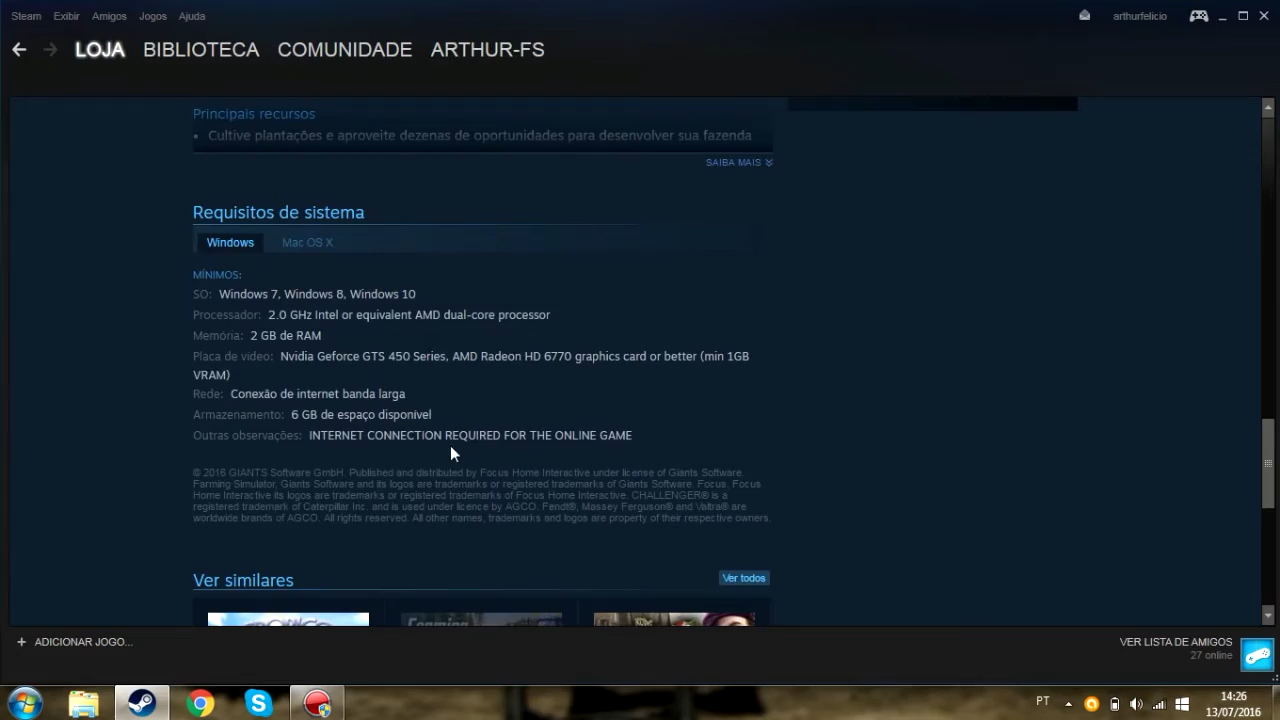 Steam Exibir Amigos Jogos Ajuda arthurfelicio
LOJA BIBLIOTECA COMUNIDADE ARTHUR-FS
Principais recursos
• Cultive plantações e aproveite dezenas de oportunidades para desenvolver sua fazenda
SAIBA MAIS
Requisitos de sistema
Windows Mac OS X
MÍNIMOS:
SO: Windows 7, Windows 8, Windows 10
Processador: 2.0 GHz Intel or equivalent AMD dual-core processor
Memória: 2 GB de RAM
Placa de vídeo: Nvidia Geforce GTS 450 Series, AMD Radeon HD 6770 graphics card or better (min 1GB
VRAM)
Rede: Conexão de internet banda larga
Armazenamento: 6 GB de espaço disponível
Outras observações: INTERNET CONNECTION REQUIRED FOR THE ONLINE GAME
© 2016 GIANTS Software GmbH. Published and distributed by Focus Home Interactive under license of Giants Software.
Farming Simulator, Giants Software and its logos are trademarks or registered trademarks of Giants Software. Focus, Focus
Home Interactive its logos are trademarks or registered trademarks of Focus Home Interactive. CHALLENGER® is a
registered trademark of Caterpillar Inc. and is used under licence by AGCO. Fendt®, Massey Ferguson® and Valtra® are
worldwide brands of AGCO. All rights reserved. All other names, trademarks and logos are property of their respective owners.
Ver similares Ver todos
+ ADICIONAR JOGO... VER LISTA DE AMIGOS
27 online
PT 14:26
13/07/2016